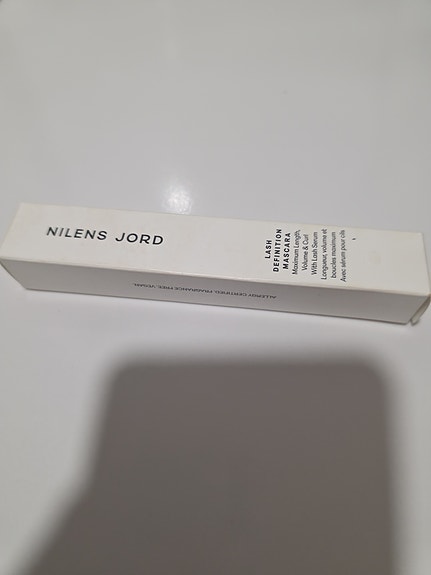 NILENS JORD
LASH
DEFINITION
MASCARA
Maximum Length,
Volume & Curl
With Lash Serum
Longueur, volume et
boucles maximum
Avec sérum pour cils
ALLERGY CERTIFIED. FRAGRANCE FREE. VEGAN.